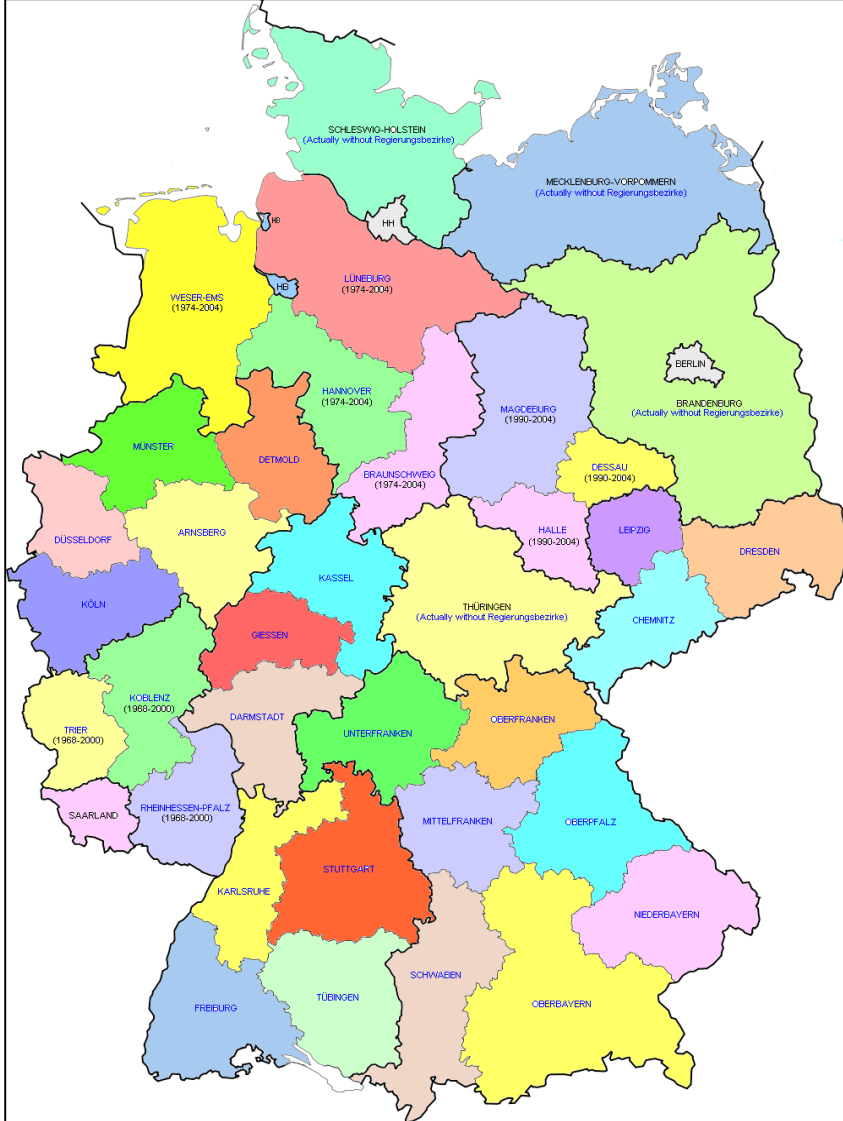 SCHLESWIG-HOLSTEIN
(Actually without Regierungsbezirke)
MECKLENBURG-VORPOMMERN
(Actually without Regierungsbezirke)
HB
HH
LÜNEBURG
(1974-2004)
HB
WESER-EMS
(1974-2004)
BERLIN
HANNOVER
(1974-2004)
BRANDENBURG
(Actually without Regierungsbezirke)
MAGDEBURG
(1990-2004)
MÜNSTER
DETMOLD
BRAUNSCHWEIG
(1974-2004)
DESSAU
(1990-2004)
DÜSSELDORF
ARNSBERG
HALLE
(1990-2004)
LEIPZIG
DRESDEN
KASSEL
KÖLN
THÜRINGEN
(Actually without Regierungsbezirke)
CHEMNITZ
GIESSEN
KOBLENZ
(1968-2000)
TRIER
(1968-2000)
DARMSTADT
UNTERFRANKEN
OBERFRANKEN
SAARLAND
RHEINHESSEN-PFALZ
(1968-2000)
MITTELFRANKEN
OBERPFALZ
STUTTGART
KARLSRUHE
NIEDERBAYERN
SCHWABEN
FREIBURG
TÜBINGEN
OBERBAYERN